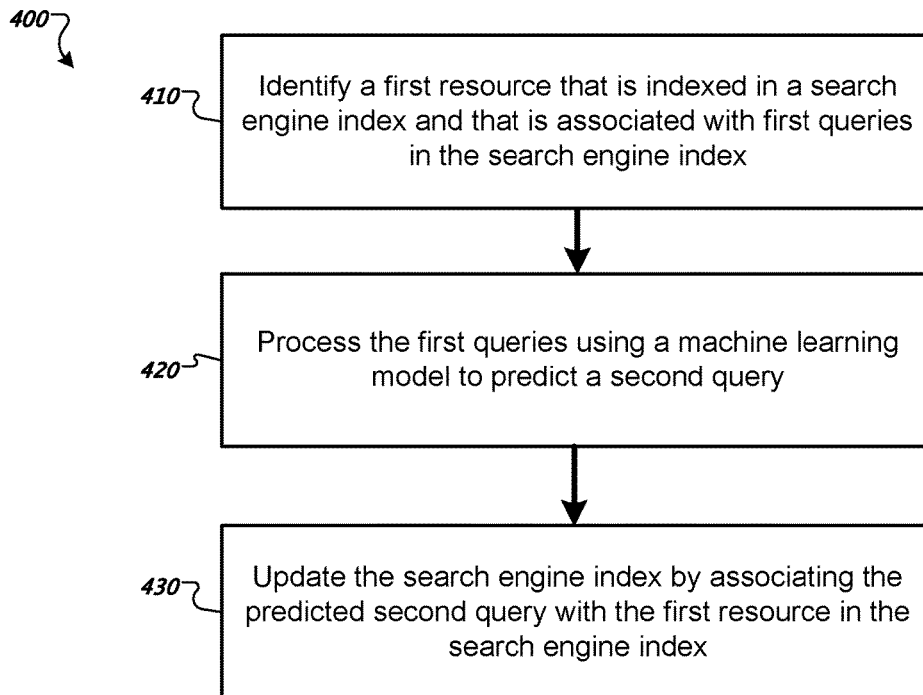 400
410
Identify a first resource that is indexed in a search
engine index and that is associated with first queries
in the search engine index
420
Process the first queries using a machine learning
model to predict a second query
430
Update the search engine index by associating the
predicted second query with the first resource in the
search engine index